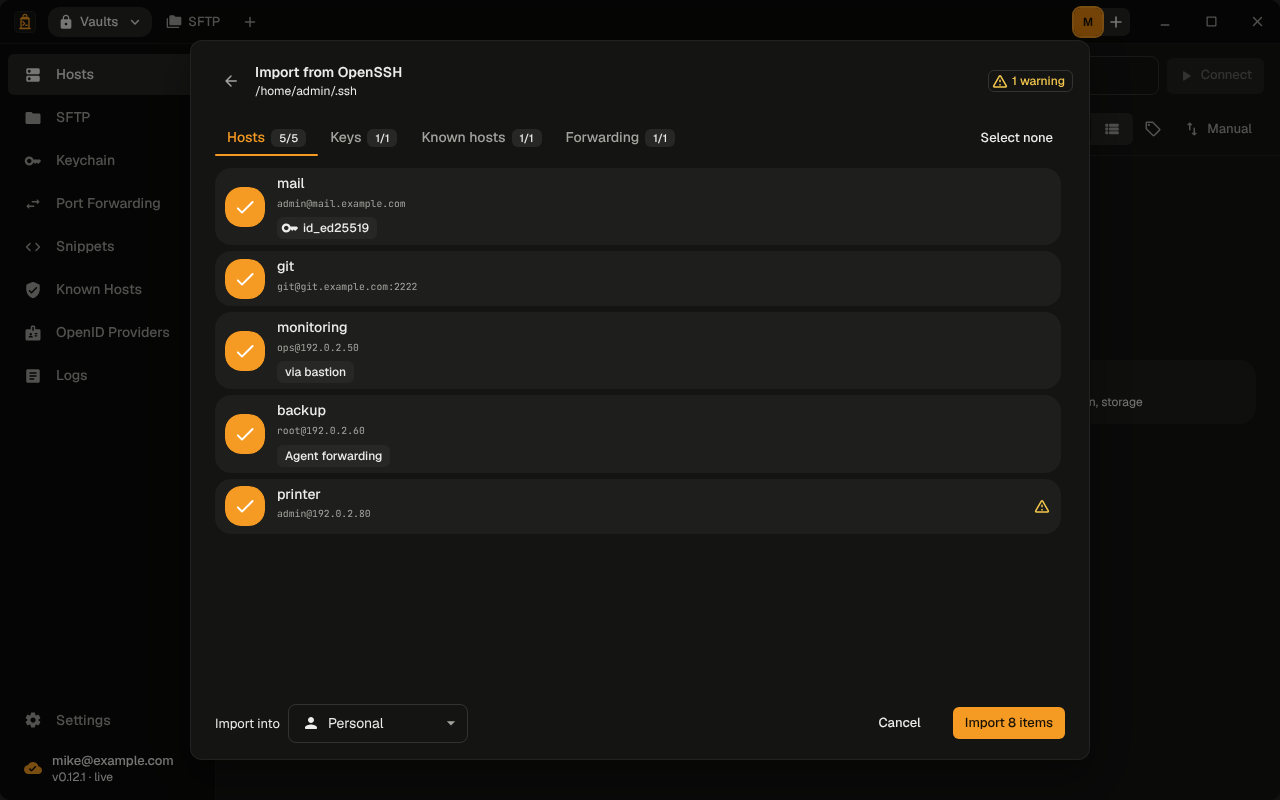 Vaults
SFTP
M
Hosts
SFTP
Keychain
Port Forwarding
Snippets
Known Hosts
OpenID Providers
Logs
Settings
mike@example.com
v0.12.1 · live
Connect
Manual
n, storage
Import from OpenSSH
/home/admin/.ssh
1 warning
Hosts 5/5 Keys 1/1 Known hosts 1/1 Forwarding 1/1 Select none
mail
admin@mail.example.com
id_ed25519
git
git@git.example.com:2222
monitoring
ops@192.0.2.50
via bastion
backup
root@192.0.2.60
Agent forwarding
printer
admin@192.0.2.80
Import into Personal Cancel Import 8 items